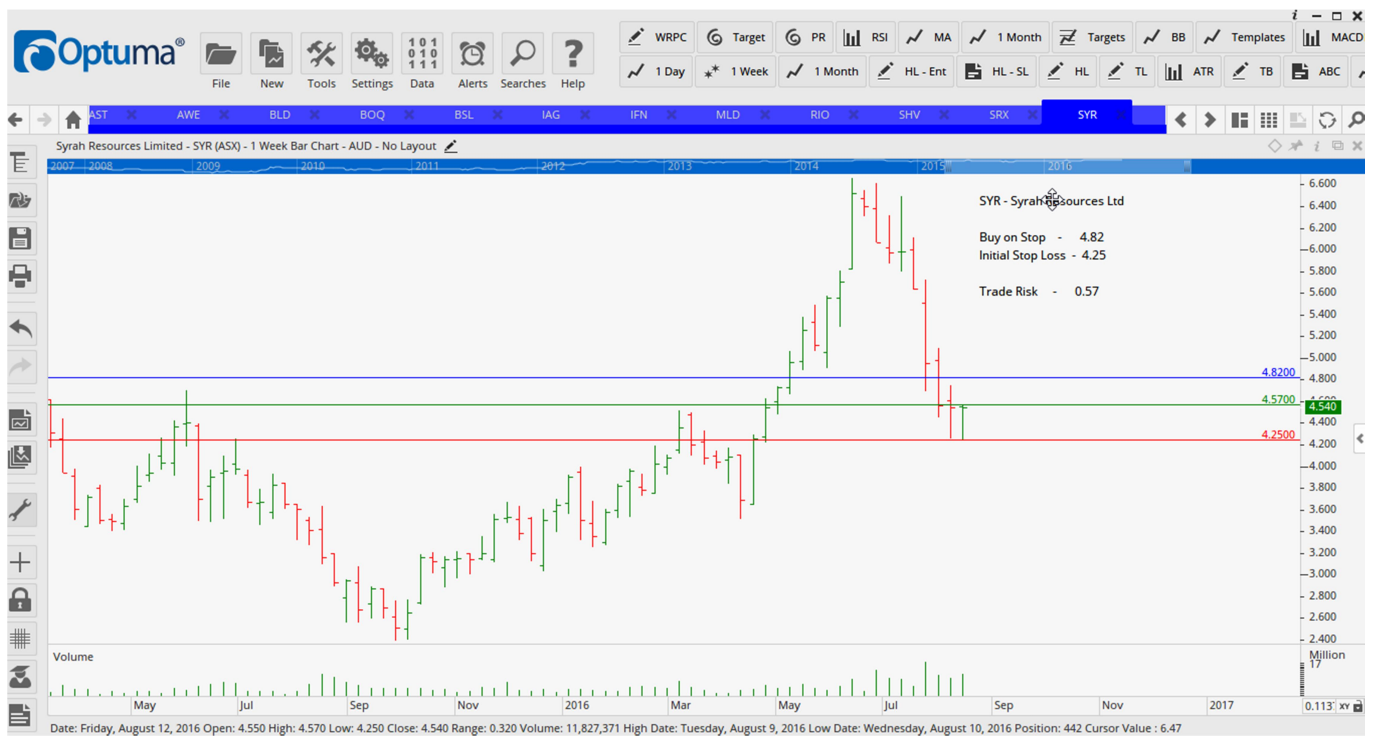 i
Optuma®
File
New
Tools
Settings
101
010
111
Data
Alerts
Searches
Help
WRPC
Target
PR
RSI
MA
1 Month
Targets
BB
Templates
MACD
1 Day
1 Week
1 Month
HL - Ent
HL - SL
HL
TL
ATR
TB
ABC
AST
AWE
BLD
BOQ
BSL
IAG
IFN
MLD
RIO
SHV
SRX
SYR
Syrah Resources Limited - SYR (ASX) - 1 Week Bar Chart - AUD - No Layout
2007 2008 2009 2010 2011 2012 2013 2014 2015 2016
SYR - Syrah Resources Ltd
Buy on Stop - 4.82
Initial Stop Loss - 4.25
Trade Risk - 0.57
6.600
6.400
6.200
6.000
5.800
5.600
5.400
5.200
5.000
4.8200
4.800
4.5700
4.540
4.400
4.2500
4.200
4.000
3.800
3.600
3.400
3.200
3.000
2.800
2.600
2.400
Volume
Million
17
May Jul Sep Nov 2016 Mar May Jul Sep Nov 2017
XY
Date: Friday, August 12, 2016 Open: 4.550 High: 4.570 Low: 4.250 Close: 4.540 Range: 0.320 Volume: 11,827,371 High Date: Tuesday, August 9, 2016 Low Date: Wednesday, August 10, 2016 Position: 442 Cursor Value : 6.47